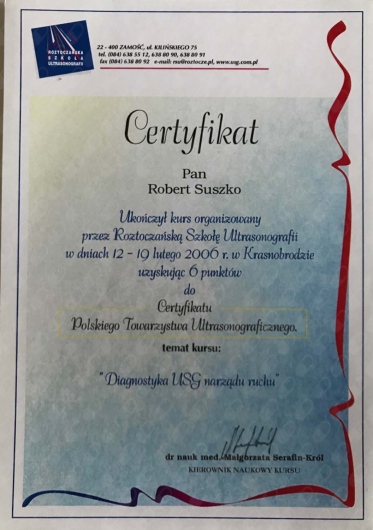 ROZTOCZAŃSKA
SZKOŁA
ULTRASONOGRAFII
22 - 400 ZAMOŚĆ, ul. KILIŃSKIEGO 75
tel. (084) 638 55 12, 638 80 90, 638 80 91
fax (084) 638 80 92 e-mail: rsu@roztocze.pl, www.usg.com.pl
Certyfikat
Pan
Robert Suszko
Ukończył kurs organizowany
przez Roztoczańską Szkołę Ultrasonografii
w dniach 12 - 19 lutego 2006 r. w Krasnobrodzie
uzyskując 6 punktów
do
Certyfikatu
Polskiego Towarzystwa Ultrasonograficznego.
temat kursu:
"Diagnostyka USG narządu ruchu"
dr nauk med. Małgorzata Serafin-Król
KIEROWNIK NAUKOWY KURSU